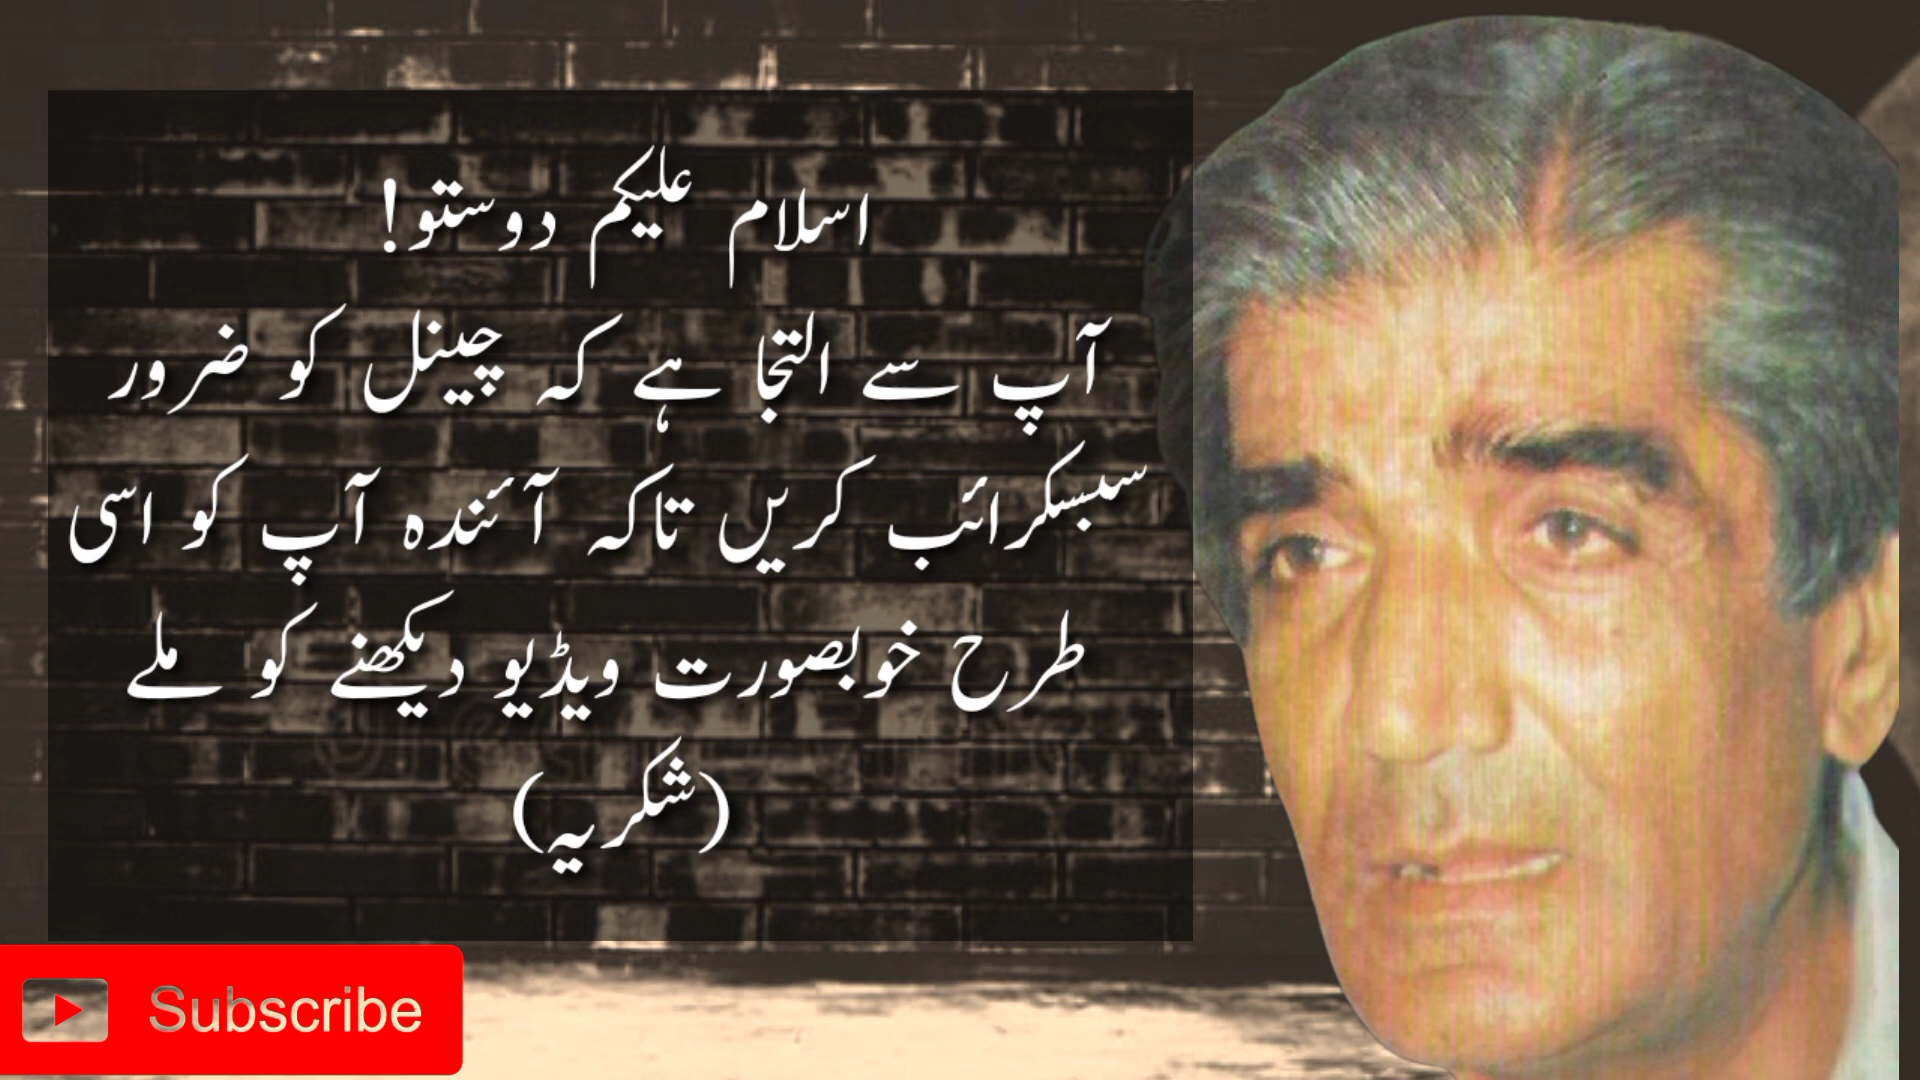 اسلام علیکم دوستو!
آپ سے التجا ہے کہ چینل کو ضرور
سبسکرائب کریں تاکہ آئندہ آپ کو اسی
طرح خوبصورت ویڈیو دیکھنے کو ملے
(شکریہ)
Subscribe